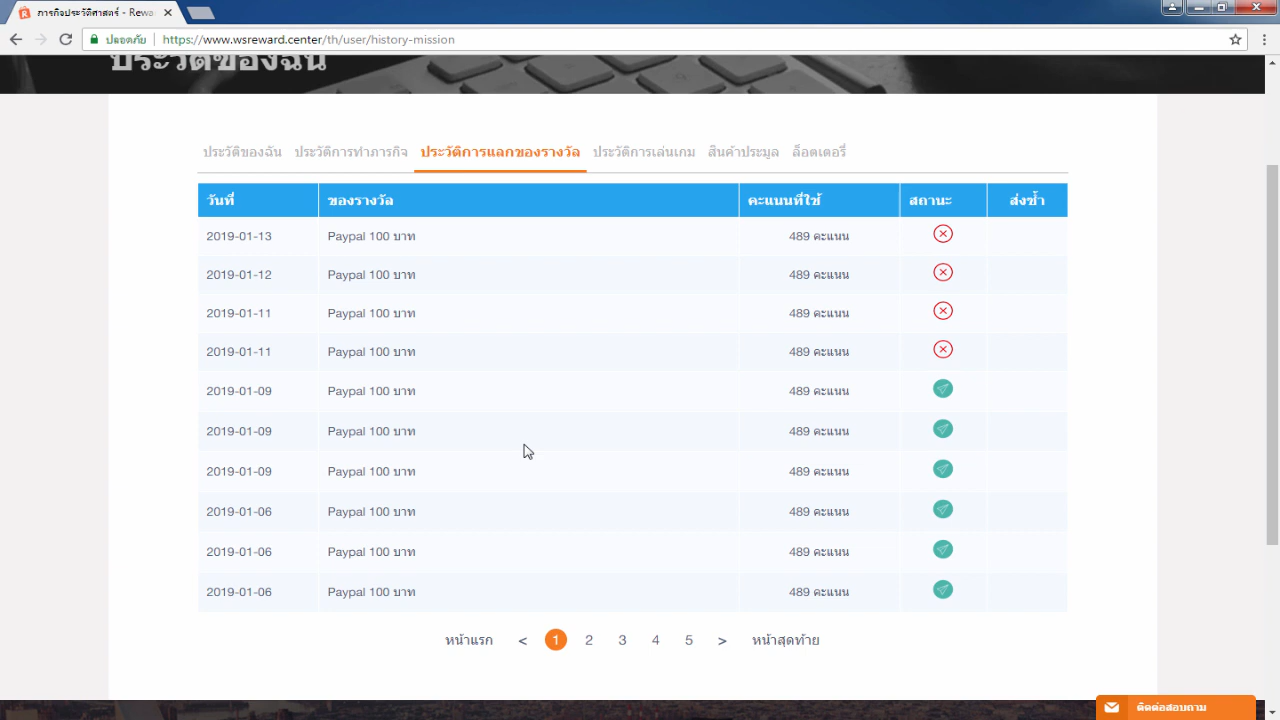 ภารกิจประวัติศาสตร์ - Rewa
ปลอดภัย
https://www.wsreward.center/th/user/history-mission
ประวัติของฉัน
ประวัติของฉัน ประวัติการทำภารกิจ ประวัติการแลกของรางวัล ประวัติการเล่นเกม สินค้าประมูล ล็อตเตอรี่
วันที่ ของรางวัล คะแนนที่ใช้ สถานะ ส่งซ้ำ
2019-01-13 Paypal 100 บาท 489 คะแนน
2019-01-12 Paypal 100 บาท 489 คะแนน
2019-01-11 Paypal 100 บาท 489 คะแนน
2019-01-11 Paypal 100 บาท 489 คะแนน
2019-01-09 Paypal 100 บาท 489 คะแนน
2019-01-09 Paypal 100 บาท 489 คะแนน
2019-01-09 Paypal 100 บาท 489 คะแนน
2019-01-06 Paypal 100 บาท 489 คะแนน
2019-01-06 Paypal 100 บาท 489 คะแนน
2019-01-06 Paypal 100 บาท 489 คะแนน
หน้าแรก < 1 2 3 4 5 > หน้าสุดท้าย
ติดต่อสอบถาม